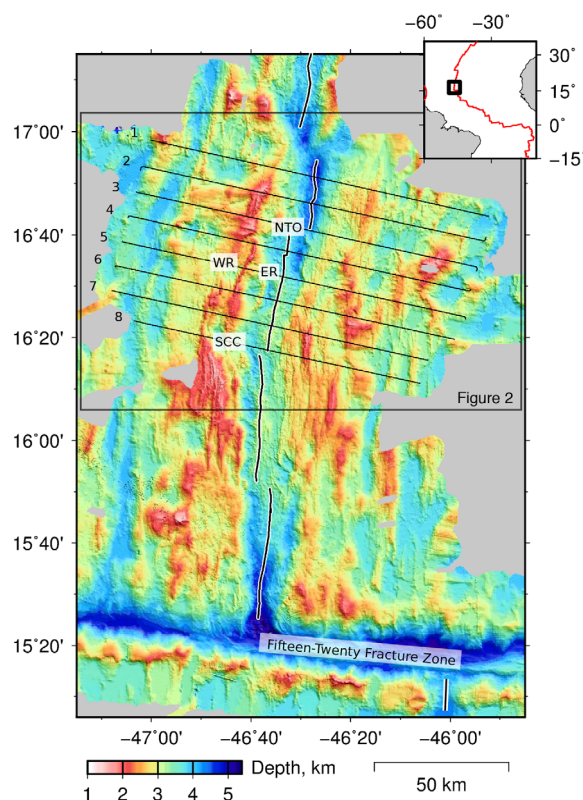 −60° −30°
30°
15°
0°
−15°
17°00'
16°40'
16°20'
16°00'
15°40'
15°20'
1
2
3
4
5
6
7
8
NTO
WR
ER
SCC
Figure 2
Fifteen-Twenty Fracture Zone
−47°00' −46°40' −46°20' −46°00'
Depth, km
1 2 3 4 5
50 km